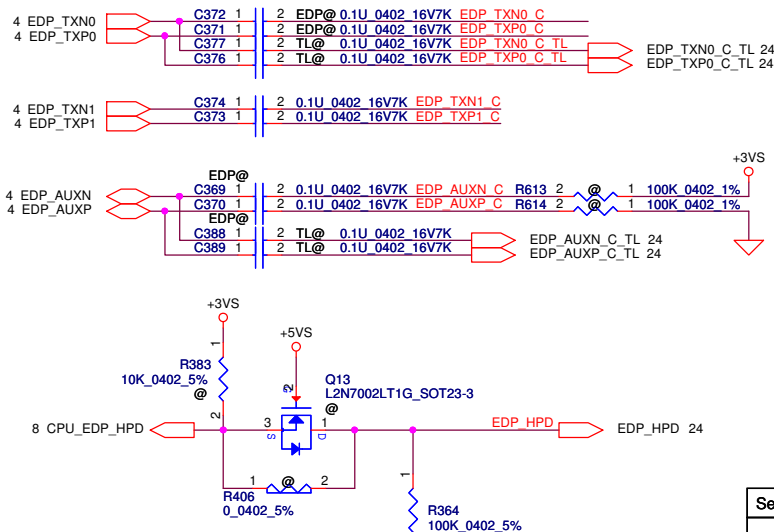 4 EDP_TXN0 C372 1 2 EDP@ 0.1U_0402_16V7K EDP_TXN0_C
4 EDP_TXP0 C371 1 2 EDP@ 0.1U_0402_16V7K EDP_TXP0_C
C377 1 2 TL@ 0.1U_0402_16V7K EDP_TXN0_C_TL EDP_TXN0_C_TL 24
C376 1 2 TL@ 0.1U_0402_16V7K EDP_TXP0_C_TL EDP_TXP0_C_TL 24
4 EDP_TXN1 C374 1 2 0.1U_0402_16V7K EDP_TXN1_C
4 EDP_TXP1 C373 1 2 0.1U_0402_16V7K EDP_TXP1_C
+3VS
EDP@
4 EDP_AUXN C369 1 2 0.1U_0402_16V7K EDP_AUXN_C R613 2 @ 1 100K_0402_1%
4 EDP_AUXP C370 1 2 0.1U_0402_16V7K EDP_AUXP_C R614 2 @ 1 100K_0402_1%
EDP@
C388 1 2 TL@ 0.1U_0402_16V7K EDP_AUXN_C_TL 24
C389 1 2 TL@ 0.1U_0402_16V7K EDP_AUXP_C_TL 24
+3VS
+5VS
1
R383
10K_0402_5%
@
2
2
G
Q13
L2N7002LT1G_SOT23-3
@
8 CPU_EDP_HPD 3 S D 1 EDP_HPD EDP_HPD 24
1 @ 2
R406
0_0402_5%
1
R364
100K_0402_5%
Se